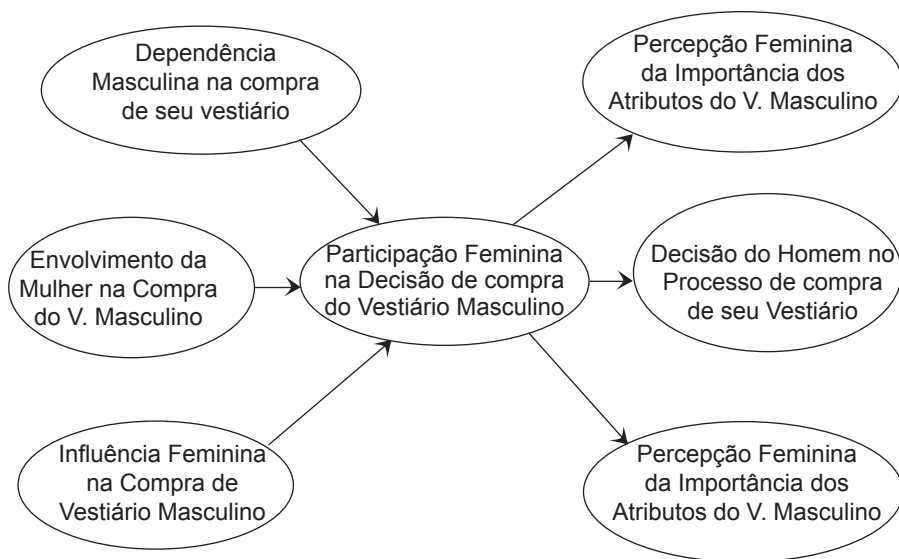 Dependência
Masculina na compra
de seu vestiário
Percepção Feminina
da Importância dos
Atributos do V. Masculino
Envolvimento da
Mulher na Compra
do V. Masculino
Participação Feminina
na Decisão de compra
do Vestiário Masculino
Decisão do Homem no
Processo de compra
de seu Vestiário
Influência Feminina
na Compra de
Vestiário Masculino
Percepção Feminina
da Importância dos
Atributos do V. Masculino